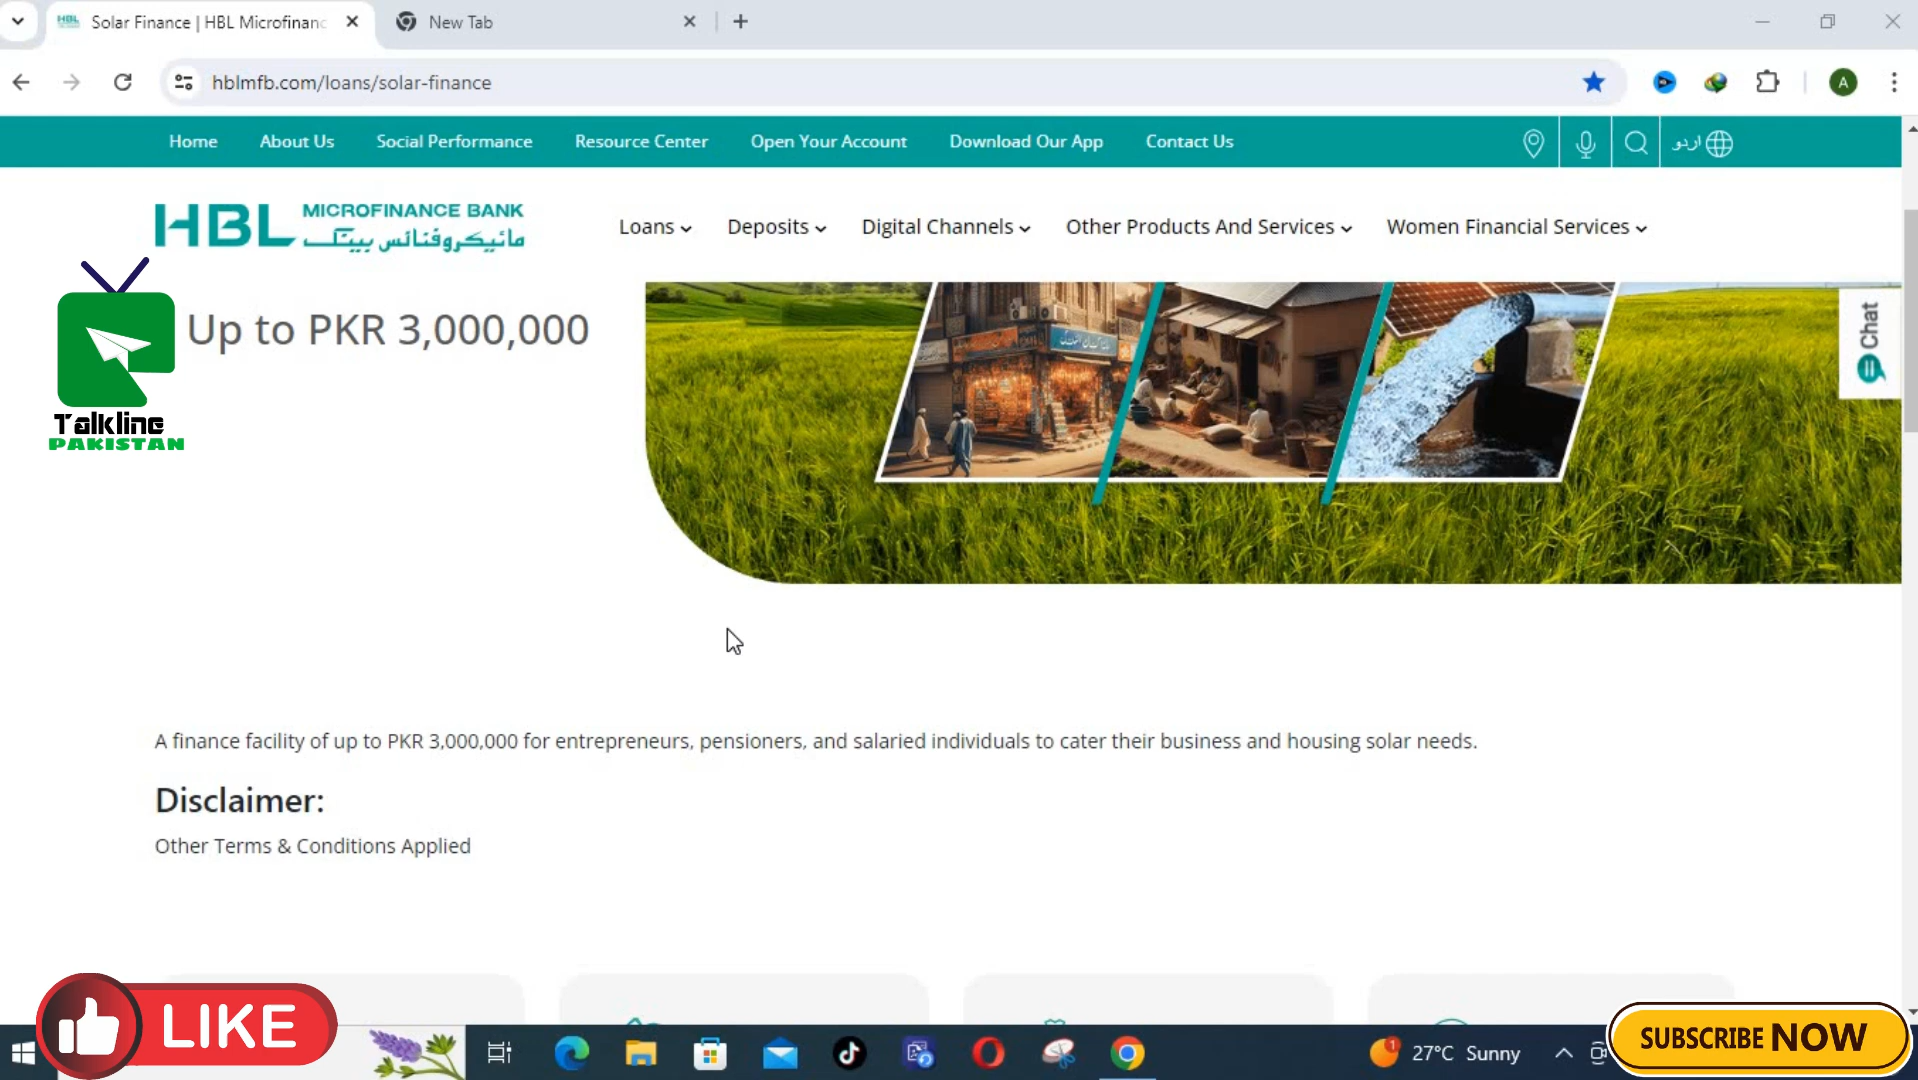 Solar Finance | HBL Microfinanc
New Tab
hblmfb.com/loans/solar-finance
A
Home
About Us
Social Performance
Resource Center
Open Your Account
Download Our App
Contact Us
اردو
HBL
MICROFINANCE BANK
مائیکروفنانس بینک
Loans
Deposits
Digital Channels
Other Products And Services
Women Financial Services
Up to PKR 3,000,000
Chat
Talkline
PAKISTAN
A finance facility of up to PKR 3,000,000 for entrepreneurs, pensioners, and salaried individuals to cater their business and housing solar needs.
Disclaimer:
Other Terms & Conditions Applied
LIKE
1
27°C Sunny
SUBSCRIBE NOW